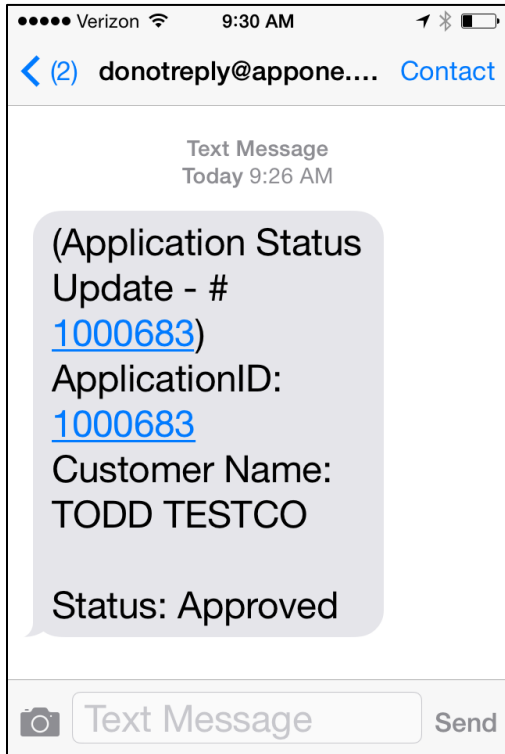 Verizon 9:30 AM
(2) donotreply@appone.... Contact
Text Message
Today 9:26 AM
(Application Status
Update - #
1000683)
ApplicationID:
1000683
Customer Name:
TODD TESTCO
Status: Approved
Text Message Send